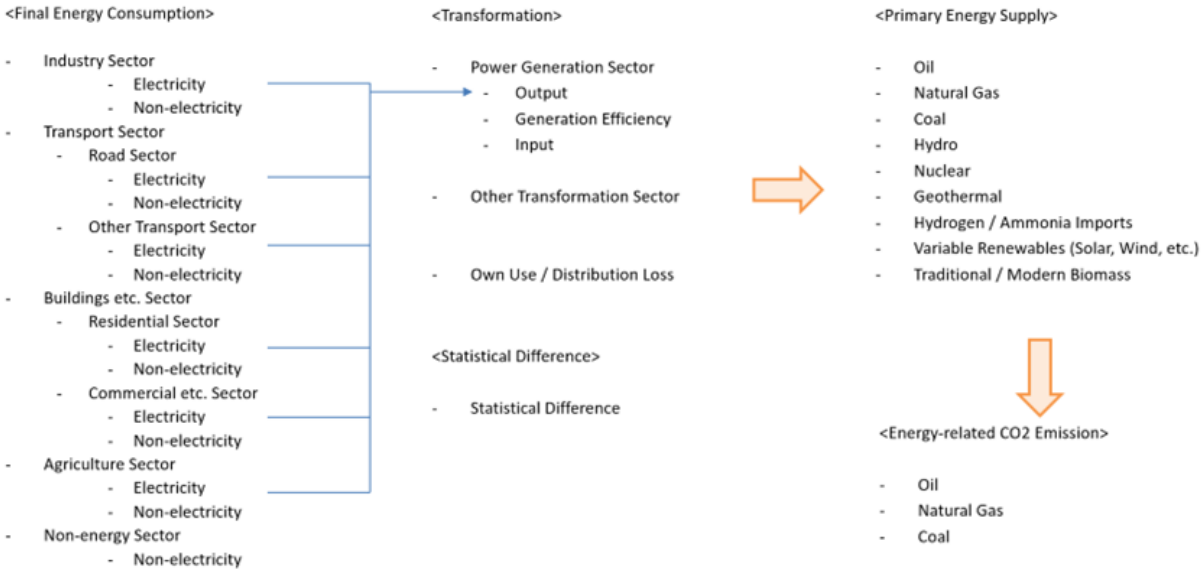 <Final Energy Consumption>
- Industry Sector
- Electricity
- Non-electricity
- Transport Sector
- Road Sector
- Electricity
- Non-electricity
- Other Transport Sector
- Electricity
- Non-electricity
- Buildings etc. Sector
- Residential Sector
- Electricity
- Non-electricity
- Commercial etc. Sector
- Electricity
- Non-electricity
- Agriculture Sector
- Electricity
- Non-electricity
- Non-energy Sector
- Non-electricity
<Transformation>
- Power Generation Sector
- Output
- Generation Efficiency
- Input
- Other Transformation Sector
- Own Use / Distribution Loss
<Statistical Difference>
- Statistical Difference
<Primary Energy Supply>
- Oil
- Natural Gas
- Coal
- Hydro
- Nuclear
- Geothermal
- Hydrogen / Ammonia Imports
- Variable Renewables (Solar, Wind, etc.)
- Traditional / Modern Biomass
<Energy-related CO2 Emission>
- Oil
- Natural Gas
- Coal